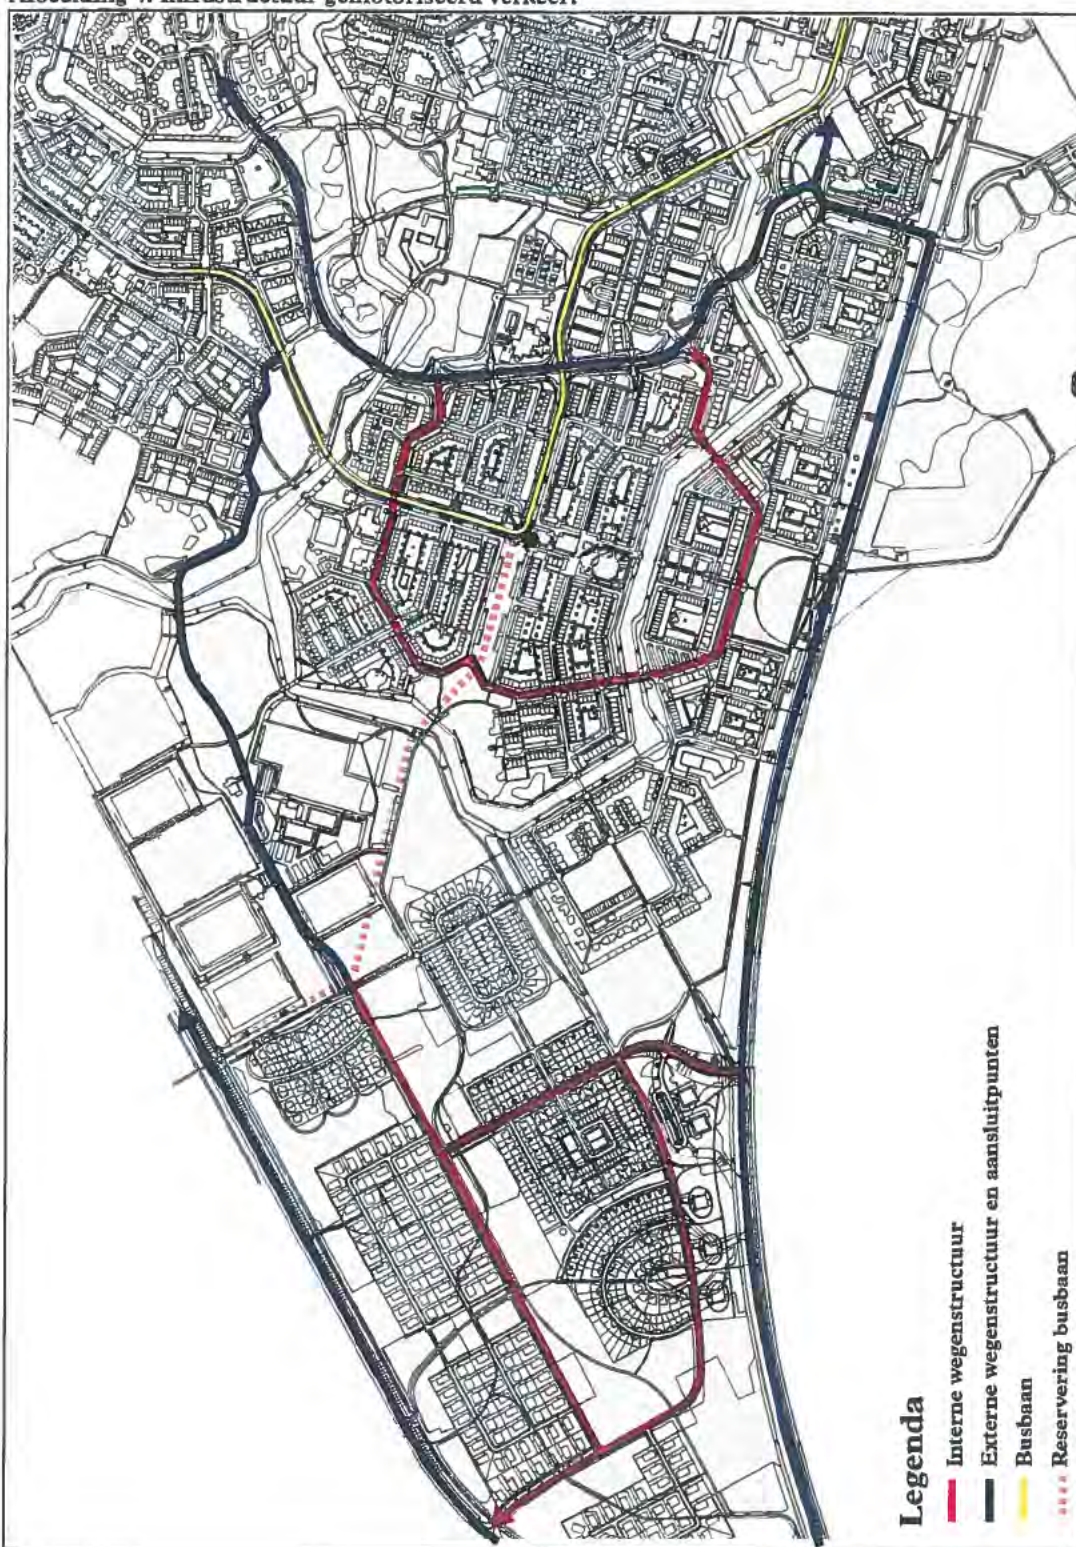 Legenda
Interne wegenstructuur
Externe wegenstructuur en aansluitpunten
Busbaan
Reservering busbaan